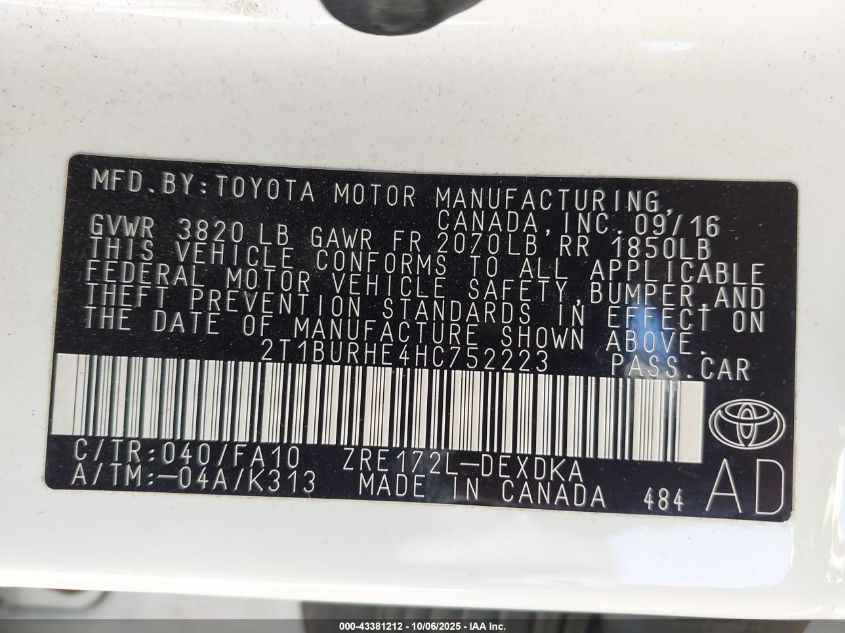 MFD.BY:TOYOTA MOTOR MANUFACTURING,
CANADA,INC. 09/16
GVWR 3820 LB GAWR FR 2070LB RR 1850LB
THIS VEHICLE CONFORMS TO ALL APPLICABLE
FEDERAL MOTOR VEHICLE SAFETY,BUMPER,AND
THEFT PREVENTION STANDARDS IN EFFECT ON
THE DATE OF MANUFACTURE SHOWN ABOVE.
2T1BURHE4HC752223 PASS.CAR
C/TR:040/FA10 ZRE172L-DEXDKA
A/TM:-04A/K313 MADE IN CANADA 484 AD
000-43381212 - 10/06/2025 - IAA Inc.